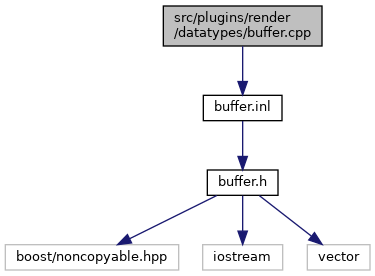 src/plugins/render
/datatypes/buffer.cpp
buffer.inl
buffer.h
boost/noncopyable.hpp
iostream
vector